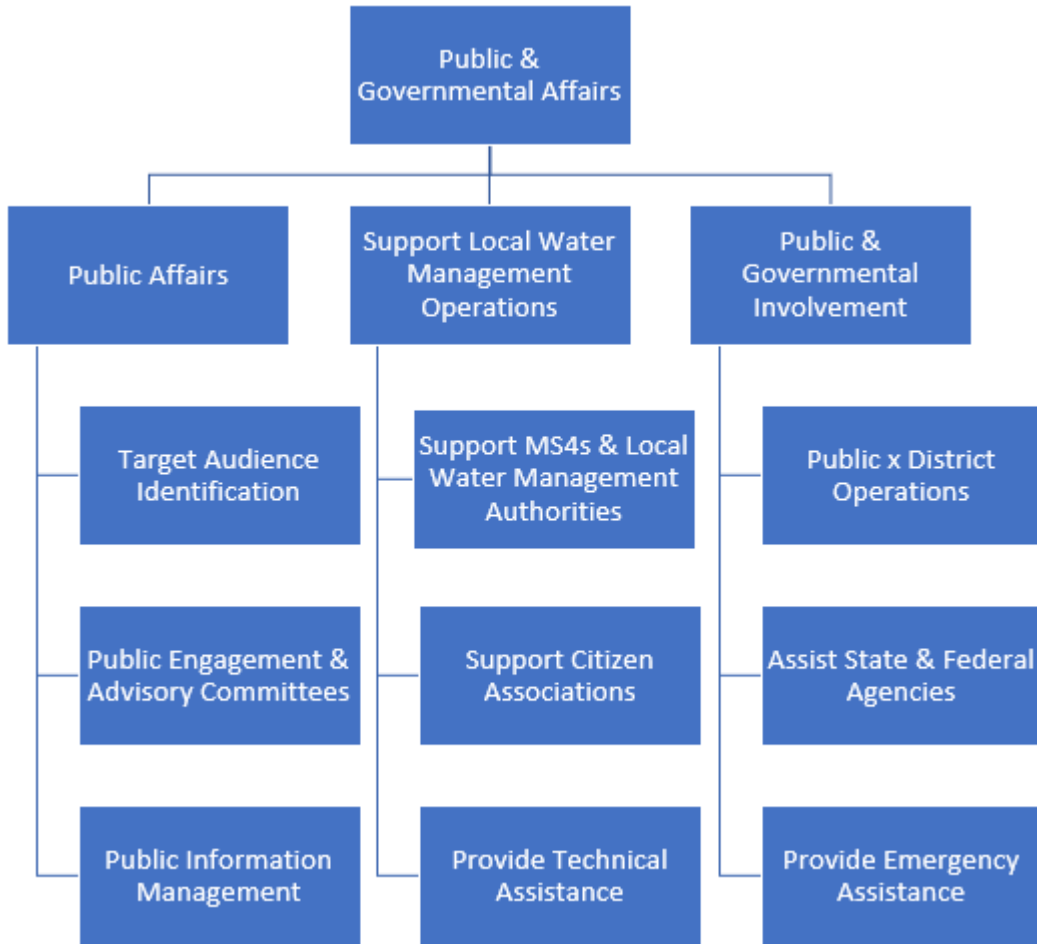 Public &
Governmental Affairs
Public Affairs
Support Local Water
Management
Operations
Public &
Governmental
Involvement
Target Audience
Identification
Support MS4s & Local
Water Management
Authorities
Public x District
Operations
Public Engagement &
Advisory Committees
Support Citizen
Associations
Assist State & Federal
Agencies
Public Information
Management
Provide Technical
Assistance
Provide Emergency
Assistance